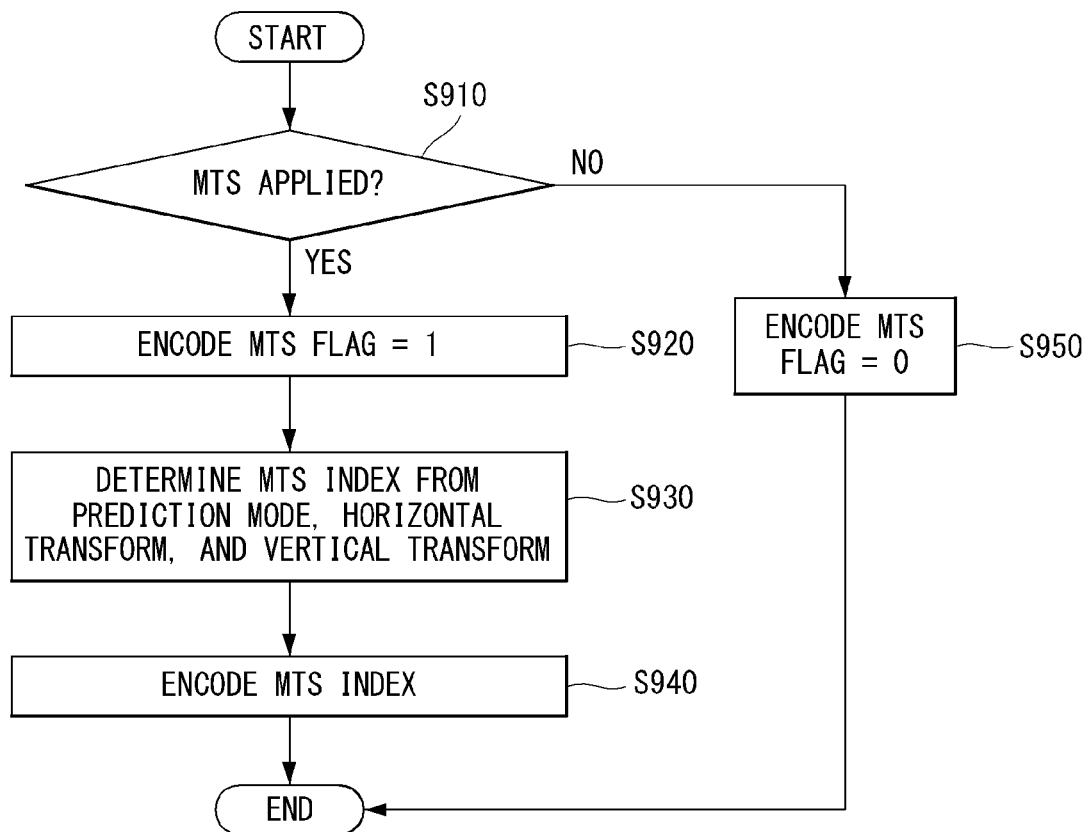 START
S910
MTS APPLIED?
NO
YES
ENCODE MTS FLAG = 1
S920
ENCODE MTS
FLAG = 0
S950
DETERMINE MTS INDEX FROM
PREDICTION MODE, HORIZONTAL
TRANSFORM, AND VERTICAL TRANSFORM
S930
ENCODE MTS INDEX
S940
END